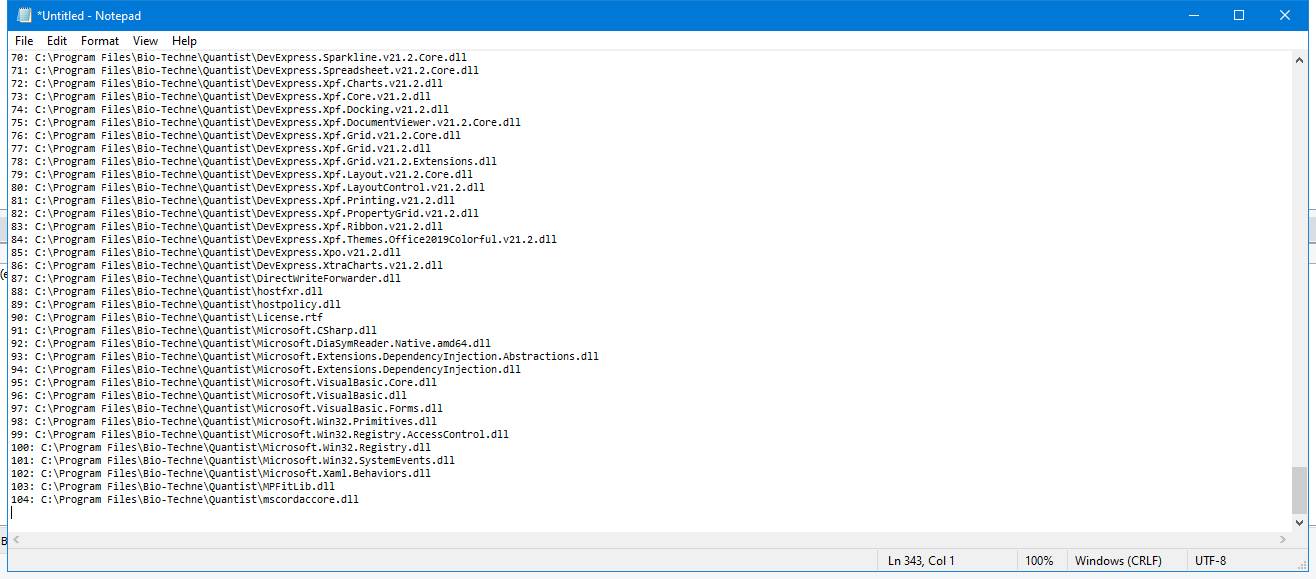 *Untitled - Notepad
File Edit Format View Help
70: C:\Program Files\Bio-Techne\Quantist\DevExpress.Sparkline.v21.2.Core.dll
71: C:\Program Files\Bio-Techne\Quantist\DevExpress.Spreadsheet.v21.2.Core.dll
72: C:\Program Files\Bio-Techne\Quantist\DevExpress.Xpf.Charts.v21.2.dll
73: C:\Program Files\Bio-Techne\Quantist\DevExpress.Xpf.Core.v21.2.dll
74: C:\Program Files\Bio-Techne\Quantist\DevExpress.Xpf.Docking.v21.2.dll
75: C:\Program Files\Bio-Techne\Quantist\DevExpress.Xpf.DocumentViewer.v21.2.Core.dll
76: C:\Program Files\Bio-Techne\Quantist\DevExpress.Xpf.Grid.v21.2.Core.dll
77: C:\Program Files\Bio-Techne\Quantist\DevExpress.Xpf.Grid.v21.2.dll
78: C:\Program Files\Bio-Techne\Quantist\DevExpress.Xpf.Grid.v21.2.Extensions.dll
79: C:\Program Files\Bio-Techne\Quantist\DevExpress.Xpf.Layout.v21.2.Core.dll
80: C:\Program Files\Bio-Techne\Quantist\DevExpress.Xpf.LayoutControl.v21.2.dll
81: C:\Program Files\Bio-Techne\Quantist\DevExpress.Xpf.Printing.v21.2.dll
82: C:\Program Files\Bio-Techne\Quantist\DevExpress.Xpf.PropertyGrid.v21.2.dll
83: C:\Program Files\Bio-Techne\Quantist\DevExpress.Xpf.Ribbon.v21.2.dll
84: C:\Program Files\Bio-Techne\Quantist\DevExpress.Xpf.Themes.Office2019Colorful.v21.2.dll
85: C:\Program Files\Bio-Techne\Quantist\DevExpress.Xpo.v21.2.dll
86: C:\Program Files\Bio-Techne\Quantist\DevExpress.XtraCharts.v21.2.dll
87: C:\Program Files\Bio-Techne\Quantist\DirectWriteForwarder.dll
88: C:\Program Files\Bio-Techne\Quantist\hostfxr.dll
89: C:\Program Files\Bio-Techne\Quantist\hostpolicy.dll
90: C:\Program Files\Bio-Techne\Quantist\License.rtf
91: C:\Program Files\Bio-Techne\Quantist\Microsoft.CSharp.dll
92: C:\Program Files\Bio-Techne\Quantist\Microsoft.DiaSymReader.Native.amd64.dll
93: C:\Program Files\Bio-Techne\Quantist\Microsoft.Extensions.DependencyInjection.Abstractions.dll
94: C:\Program Files\Bio-Techne\Quantist\Microsoft.Extensions.DependencyInjection.dll
95: C:\Program Files\Bio-Techne\Quantist\Microsoft.VisualBasic.Core.dll
96: C:\Program Files\Bio-Techne\Quantist\Microsoft.VisualBasic.dll
97: C:\Program Files\Bio-Techne\Quantist\Microsoft.VisualBasic.Forms.dll
98: C:\Program Files\Bio-Techne\Quantist\Microsoft.Win32.Primitives.dll
99: C:\Program Files\Bio-Techne\Quantist\Microsoft.Win32.Registry.AccessControl.dll
100: C:\Program Files\Bio-Techne\Quantist\Microsoft.Win32.Registry.dll
101: C:\Program Files\Bio-Techne\Quantist\Microsoft.Win32.SystemEvents.dll
102: C:\Program Files\Bio-Techne\Quantist\Microsoft.Xaml.Behaviors.dll
103: C:\Program Files\Bio-Techne\Quantist\MPFitLib.dll
104: C:\Program Files\Bio-Techne\Quantist\mscordaccore.dll
Ln 343, Col 1 100% Windows (CRLF) UTF-8